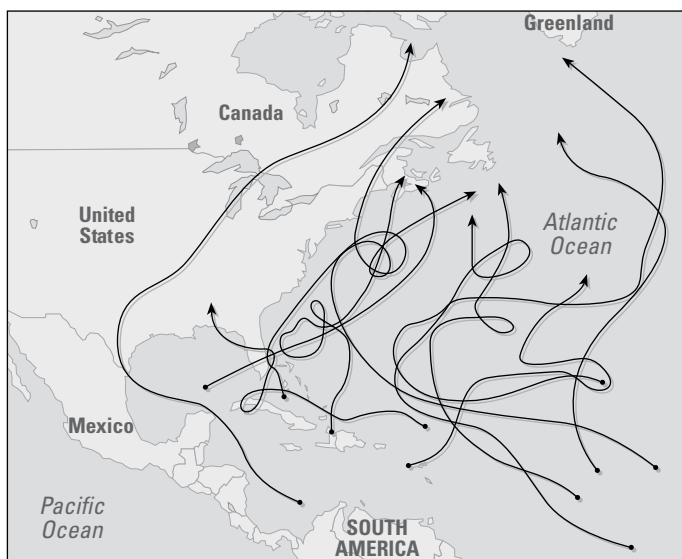 Greenland
Canada
United
States
Atlantic
Ocean
Mexico
Pacific
Ocean
SOUTH
AMERICA